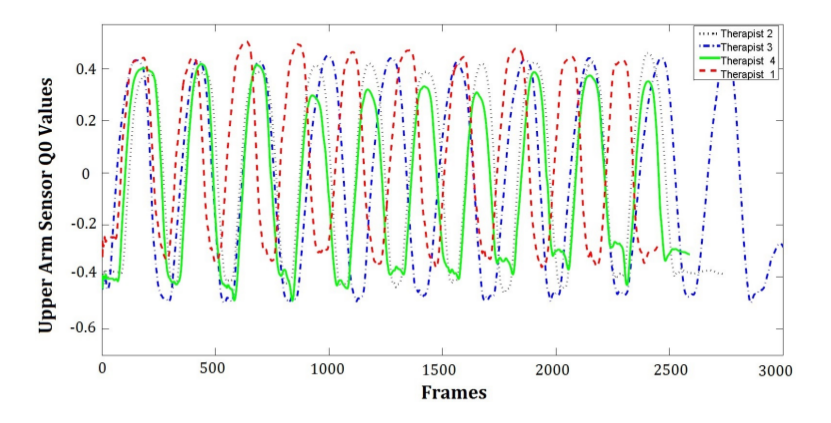 Therapist 2
Therapist 3
Therapist 4
Therapist 1
Upper Arm Sensor Q0 Values
0.4
0.2
0
-0.2
-0.4
-0.6
0
500
1000
1500
2000
2500
3000
Frames